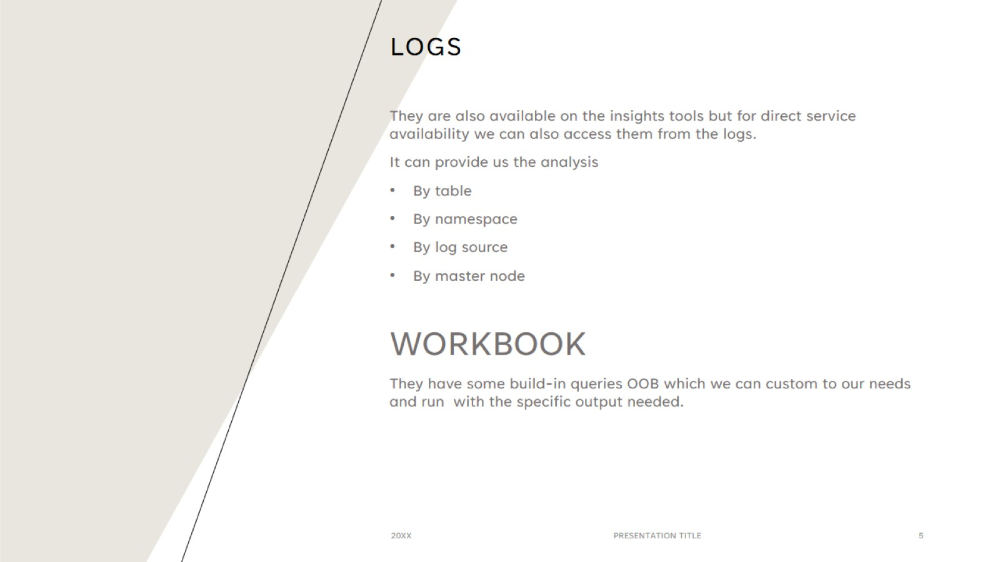 LOGS
They are also available on the insights tools but for direct service
availability we can also access them from the logs.
It can provide us the analysis
• By table
• By namespace
• By log source
• By master node
WORKBOOK
They have some build-in queries OOB which we can custom to our needs
and run  with the specific output needed.
20XX PRESENTATION TITLE 5